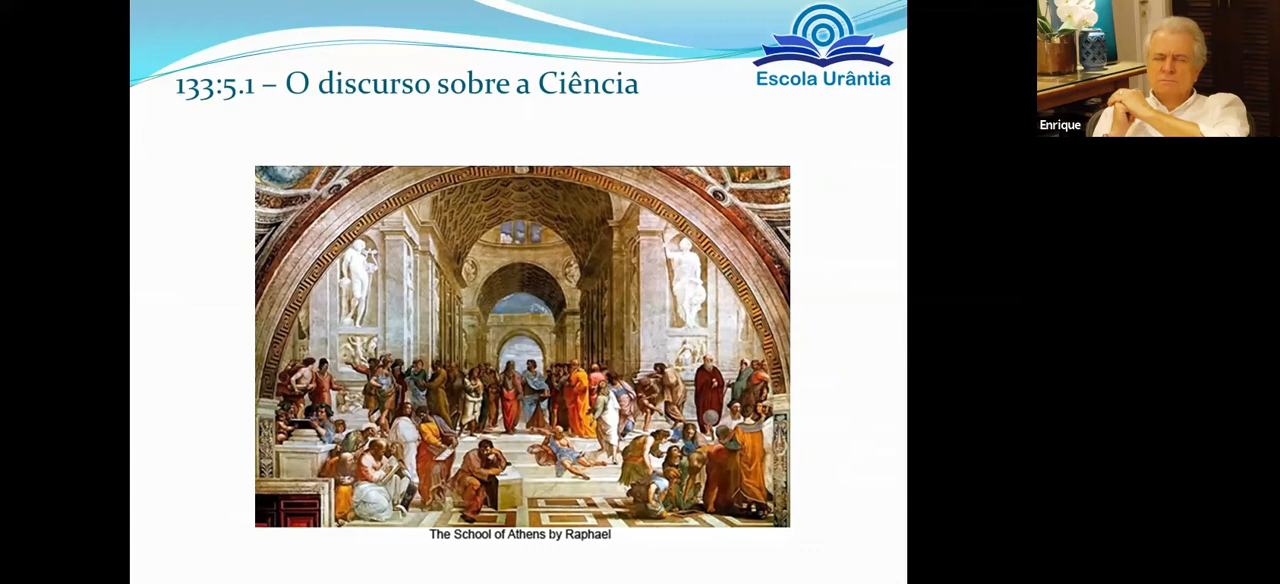 133:5.1 – O discurso sobre a Ciência
Escola Urântia
Enrique
The School of Athens by Raphael